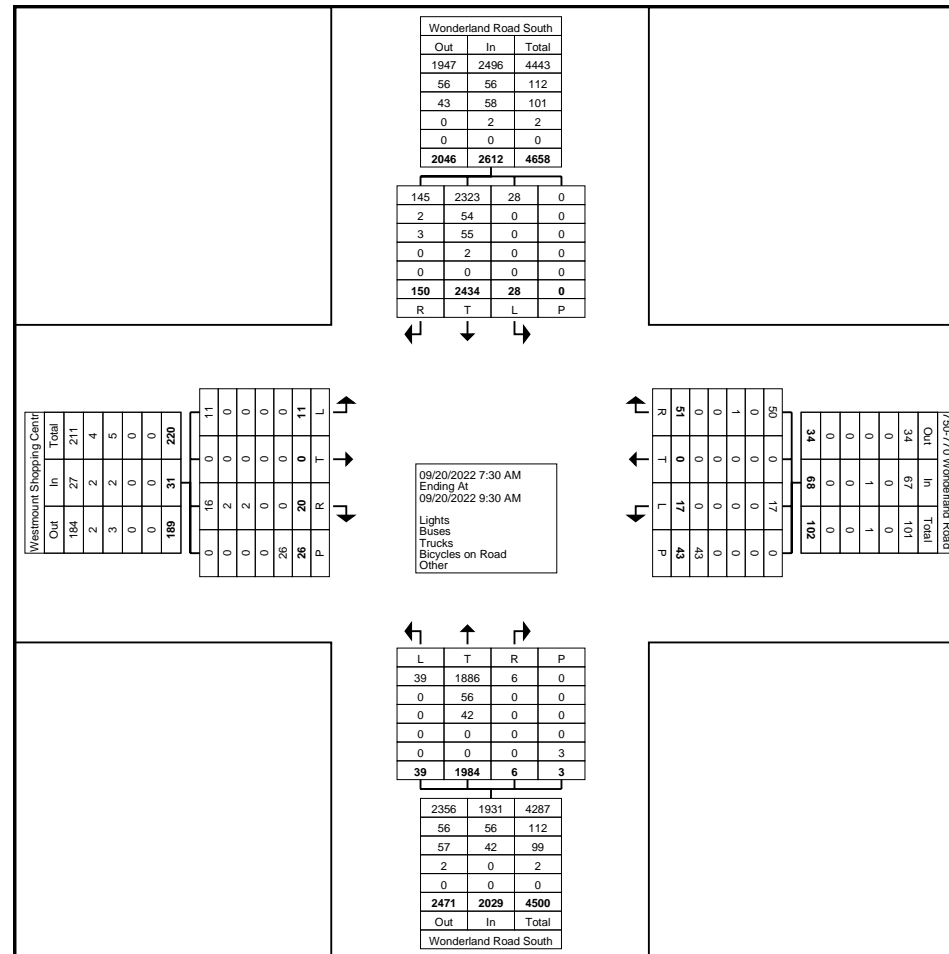 Wonderland Road South
Out In Total
1947 2496 4443
56 56 112
43 58 101
0 2 2
0 0 0
2046 2612 4658
145 2323 28 0
2 54 0 0
3 55 0 0
0 2 0 0
0 0 0 0
150 2434 28 0
R T L P
Westmount Shopping Centr
Out In Total
184 27 211
2 2 4
3 2 5
0 0 0
0 0 0
189 31 220
0 16 0 11
0 2 0 0
0 2 0 0
0 0 0 0
26 0 0 0
26 20 0 11
P R T L
09/20/2022 7:30 AM
Ending At
09/20/2022 9:30 AM
Lights
Buses
Trucks
Bicycles on Road
Other
750-770 Wonderland Road
Out In Total
34 67 101
0 0 0
0 1 1
0 0 0
0 0 0
34 68 102
50 0 17 0
0 0 0 0
1 0 0 0
0 0 0 0
0 0 0 43
51 0 17 43
R T L P
L T R P
39 1886 6 0
0 56 0 0
0 42 0 0
0 0 0 0
0 0 0 3
39 1984 6 3
2356 1931 4287
56 56 112
57 42 99
2 0 2
0 0 0
2471 2029 4500
Out In Total
Wonderland Road South